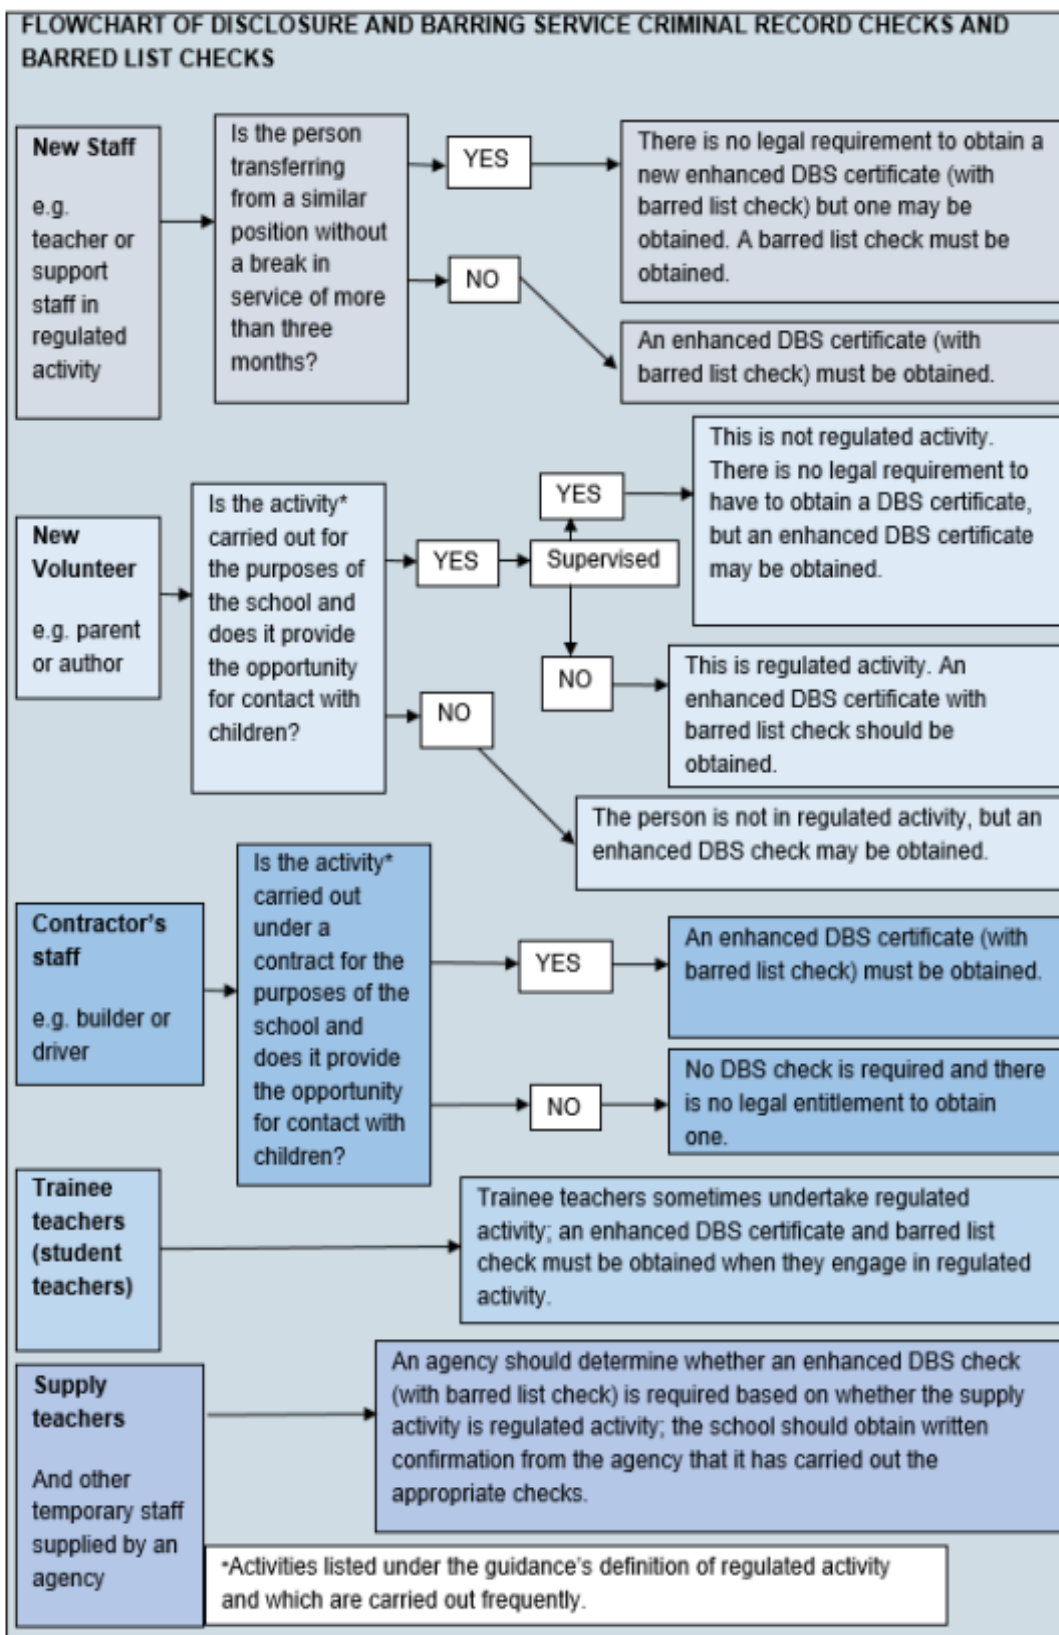 FLOWCHART OF DISCLOSURE AND BARRING SERVICE CRIMINAL RECORD CHECKS AND
BARRED LIST CHECKS
New Staff
e.g.
teacher or
support
staff in
regulated
activity
Is the person
transferring
from a similar
position without
a break in
service of more
than three
months?
YES
There is no legal requirement to obtain a
new enhanced DBS certificate (with
barred list check) but one may be
obtained. A barred list check must be
obtained.
NO
An enhanced DBS certificate (with
barred list check) must be obtained.
New
Volunteer
e.g. parent
or author
Is the activity*
carried out for
the purposes of
the school and
does it provide
the opportunity
for contact with
children?
YES
Supervised
YES
This is not regulated activity.
There is no legal requirement to
have to obtain a DBS certificate,
but an enhanced DBS certificate
may be obtained.
NO
This is regulated activity. An
enhanced DBS certificate with
barred list check should be
obtained.
NO
The person is not in regulated activity, but an
enhanced DBS check may be obtained.
Contractor's
staff
e.g. builder or
driver
Is the activity*
carried out
under a
contract for the
purposes of the
school and
does it provide
the opportunity
for contact with
children?
YES
An enhanced DBS certificate (with
barred list check) must be obtained.
NO
No DBS check is required and there
is no legal entitlement to obtain
one.
Trainee
teachers
(student
teachers)
Trainee teachers sometimes undertake regulated
activity; an enhanced DBS certificate and barred list
check must be obtained when they engage in regulated
activity.
Supply
teachers
And other
temporary staff
supplied by an
agency
An agency should determine whether an enhanced DBS check
(with barred list check) is required based on whether the supply
activity is regulated activity; the school should obtain written
confirmation from the agency that it has carried out the
appropriate checks.
*Activities listed under the guidance's definition of regulated activity
and which are carried out frequently.